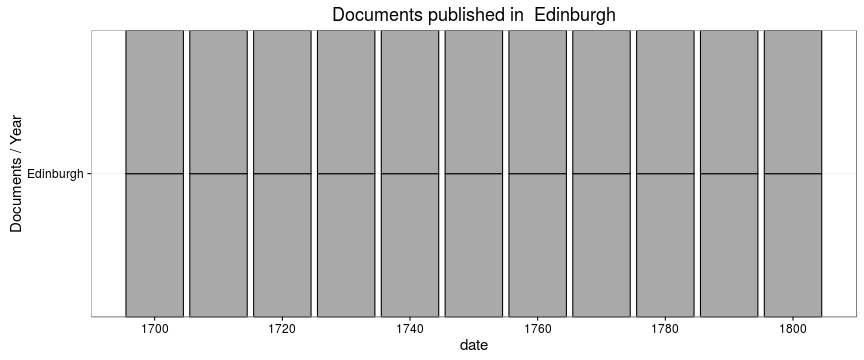 Documents published in  Edinburgh
Documents / Year
Edinburgh
1700 1720 1740 1760 1780 1800
date